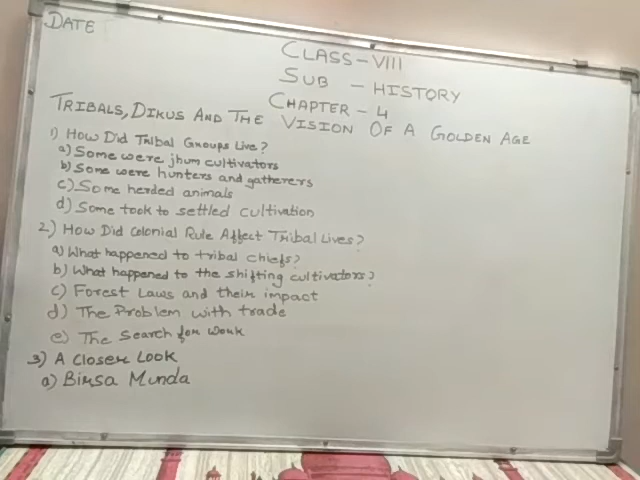 DATE
CLASS-VIII
SUB - HISTORY
CHAPTER - 4
TRIBALS, DIKUS AND THE VISION OF A GOLDEN AGE
1) How Did Tribal Groups Live?
a) Some were jhum cultivators
b) Some were hunters and gatherers
c) Some herded animals
d) Some took to settled cultivation
2) How Did Colonial Rule Affect Tribal Lives?
a) What happened to tribal chiefs?
b) What happened to the shifting cultivators?
c) Forest Laws and their impact
d) The Problem with trade
e) The Search for Work
3) A Closer Look
a) Birsa Munda